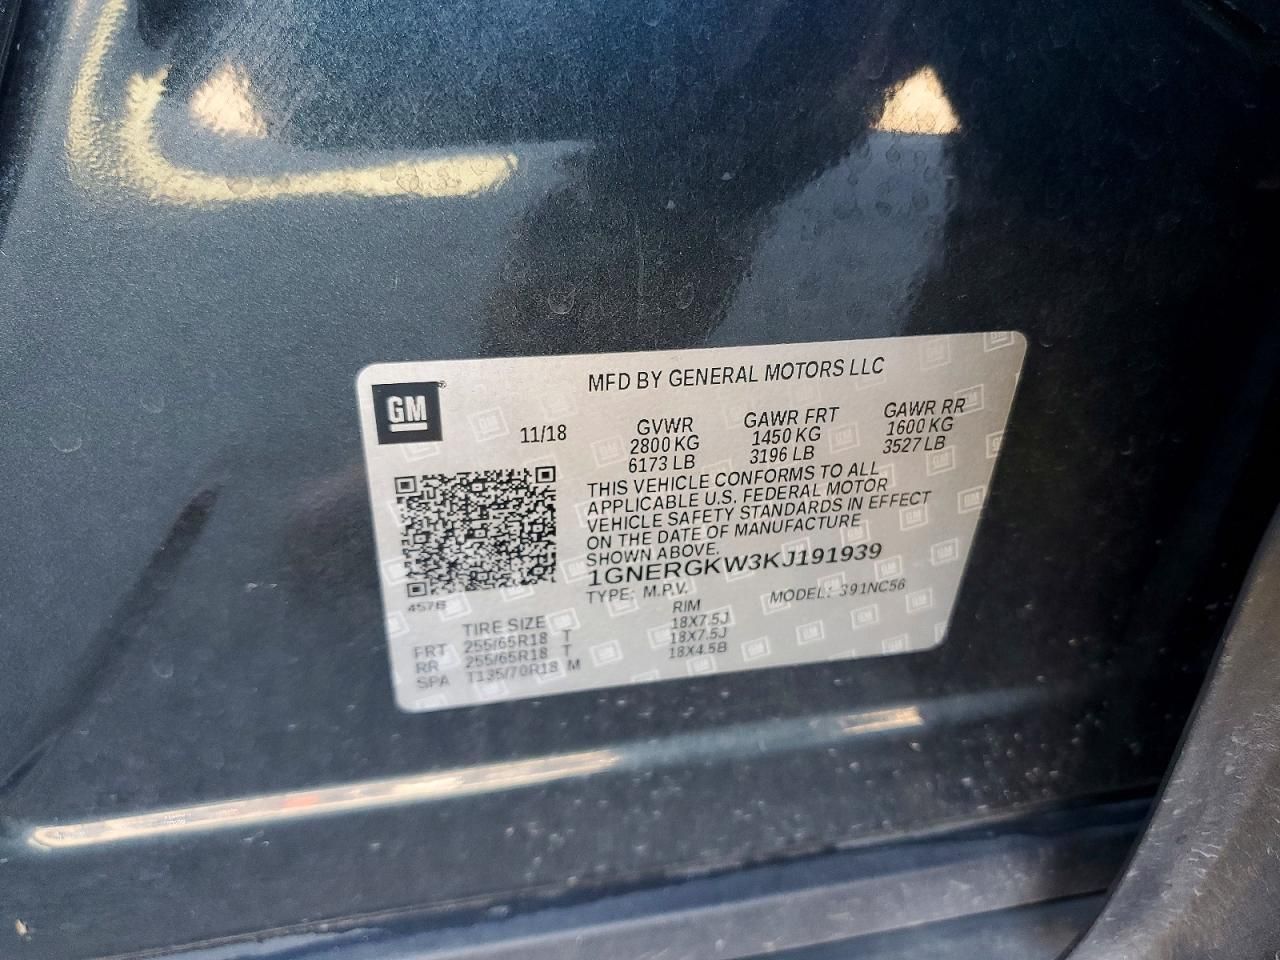 MFD BY GENERAL MOTORS LLC
GM®
11/18
GVWR GAWR FRT GAWR RR
2800 KG 1450 KG 1600 KG
6173 LB 3196 LB 3527 LB
THIS VEHICLE CONFORMS TO ALL
APPLICABLE U.S. FEDERAL MOTOR
VEHICLE SAFETY STANDARDS IN EFFECT
ON THE DATE OF MANUFACTURE
SHOWN ABOVE.
1GNERGKW3KJ191939
TYPE: M.P.V. MODEL: 391NC56
457B
TIRE SIZE RIM
FRT 255/65R18 T 18X7.5J
RR 255/65R18 T 18X7.5J
SPA T135/70R18 M 18X4.5B